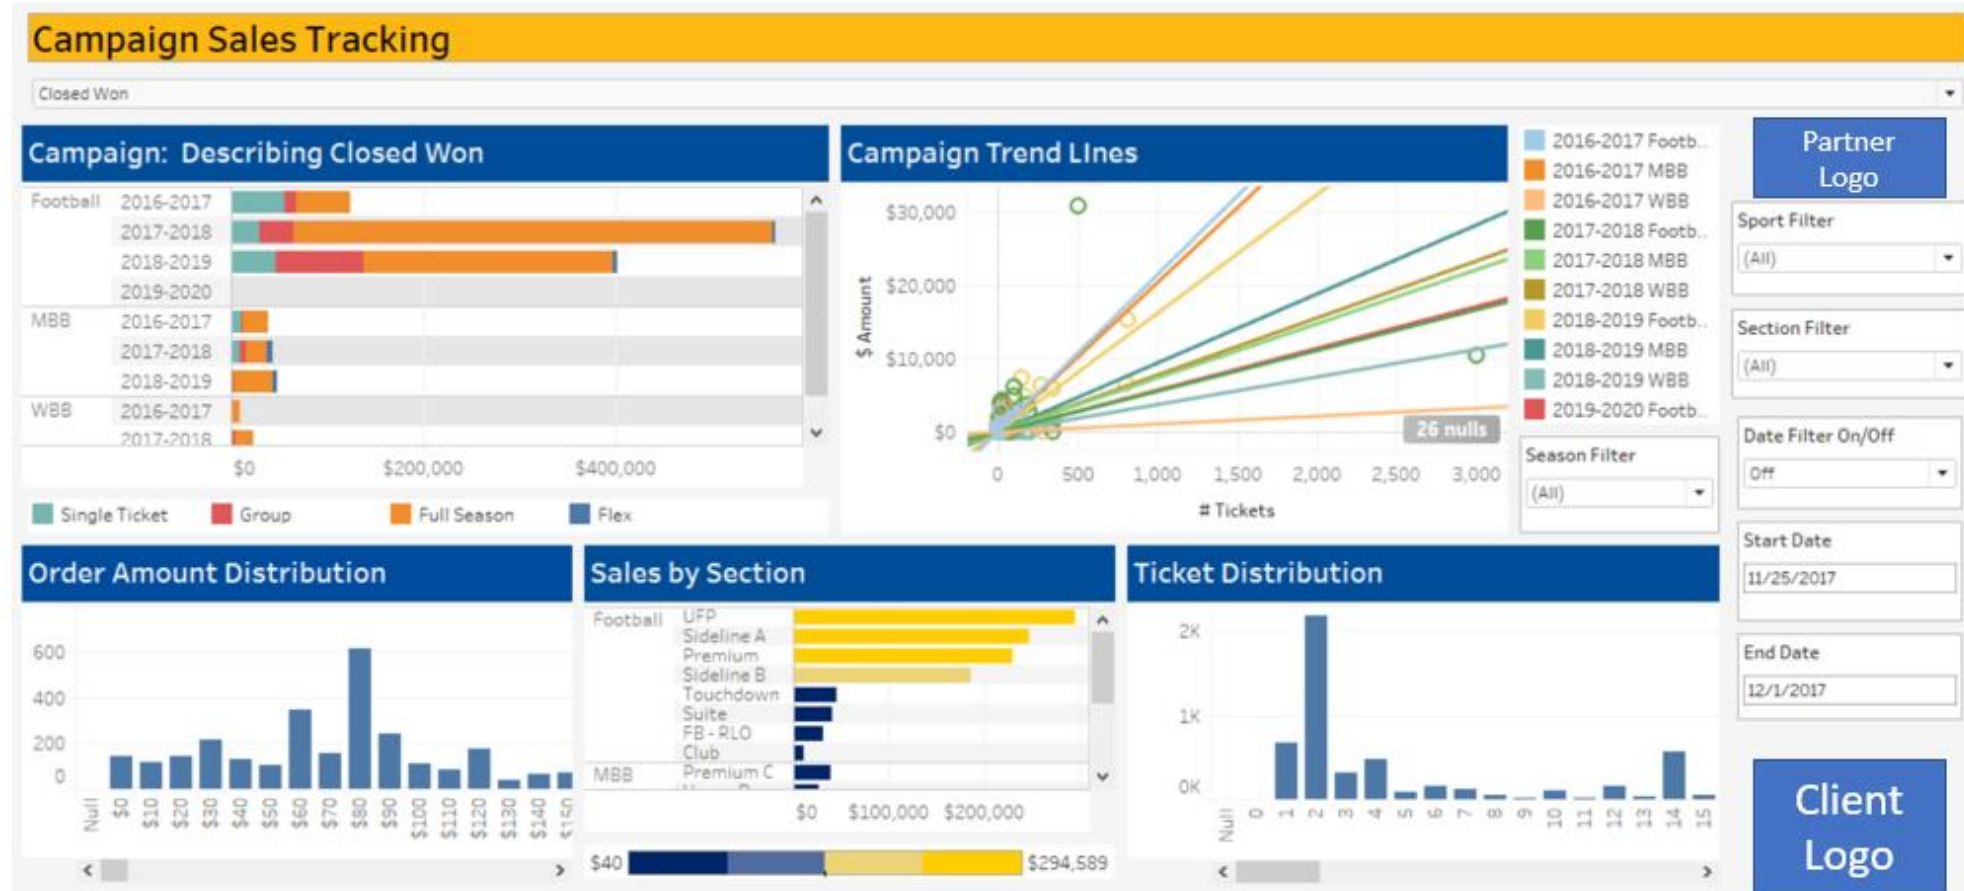 Campaign Sales Tracking
Closed Won
Campaign:  Describing Closed Won
Football
2016-2017
2017-2018
2018-2019
2019-2020
MBB
2016-2017
2017-2018
2018-2019
WBB
2016-2017
2017-2018
$0
$200,000
$400,000
Single Ticket
Group
Full Season
Flex
Campaign Trend LInes
$ Amount
$30,000
$20,000
$10,000
$0
26 nulls
0
500
1,000
1,500
2,000
2,500
3,000
# Tickets
2016-2017 Footb..
2016-2017 MBB
2016-2017 WBB
2017-2018 Footb..
2017-2018 MBB
2017-2018 WBB
2018-2019 Footb..
2018-2019 MBB
2018-2019 WBB
2019-2020 Footb..
Season Filter
(All)
Partner
Logo
Sport Filter
(All)
Section Filter
(All)
Date Filter On/Off
Off
Start Date
11/25/2017
End Date
12/1/2017
Client
Logo
Order Amount Distribution
600
400
200
0
Null
$0
$10
$20
$30
$40
$50
$60
$70
$80
$90
$100
$110
$120
$130
$140
$150
Sales by Section
Football
UFP
Sideline A
Premium
Sideline B
Touchdown
Suite
FB - RLO
Club
MBB
Premium C
$0
$100,000
$200,000
$40
$294,589
Ticket Distribution
2K
1K
0K
Null
0
1
2
3
4
5
6
7
8
9
10
11
12
13
14
15